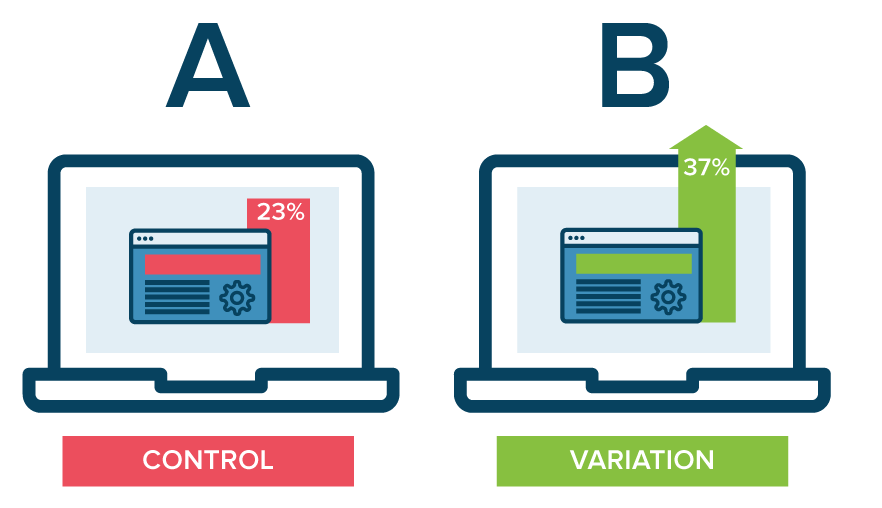 A
B
23%
37%
CONTROL
VARIATION